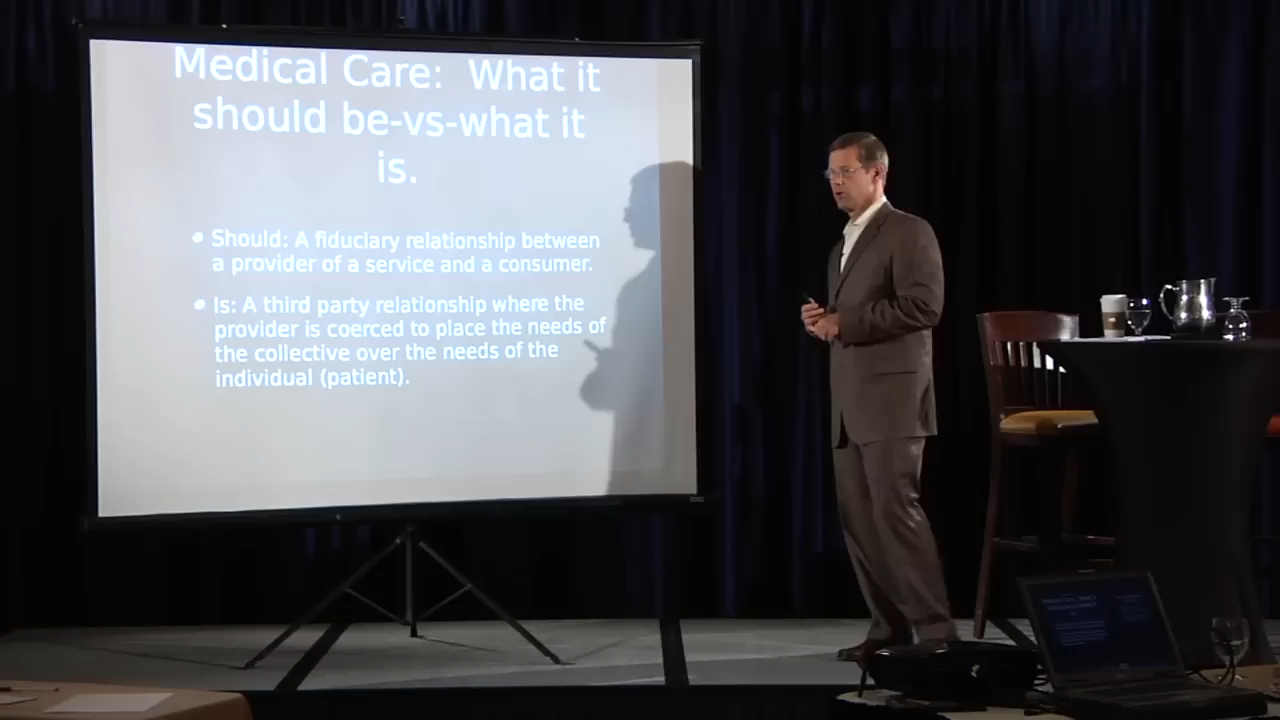 Medical Care: What it
should be-vs-what it
is.
• Should: A fiduciary relationship between
a provider of a service and a consumer.
• Is: A third party relationship where the
provider is coerced to place the needs of
the collective over the needs of the
individual (patient).